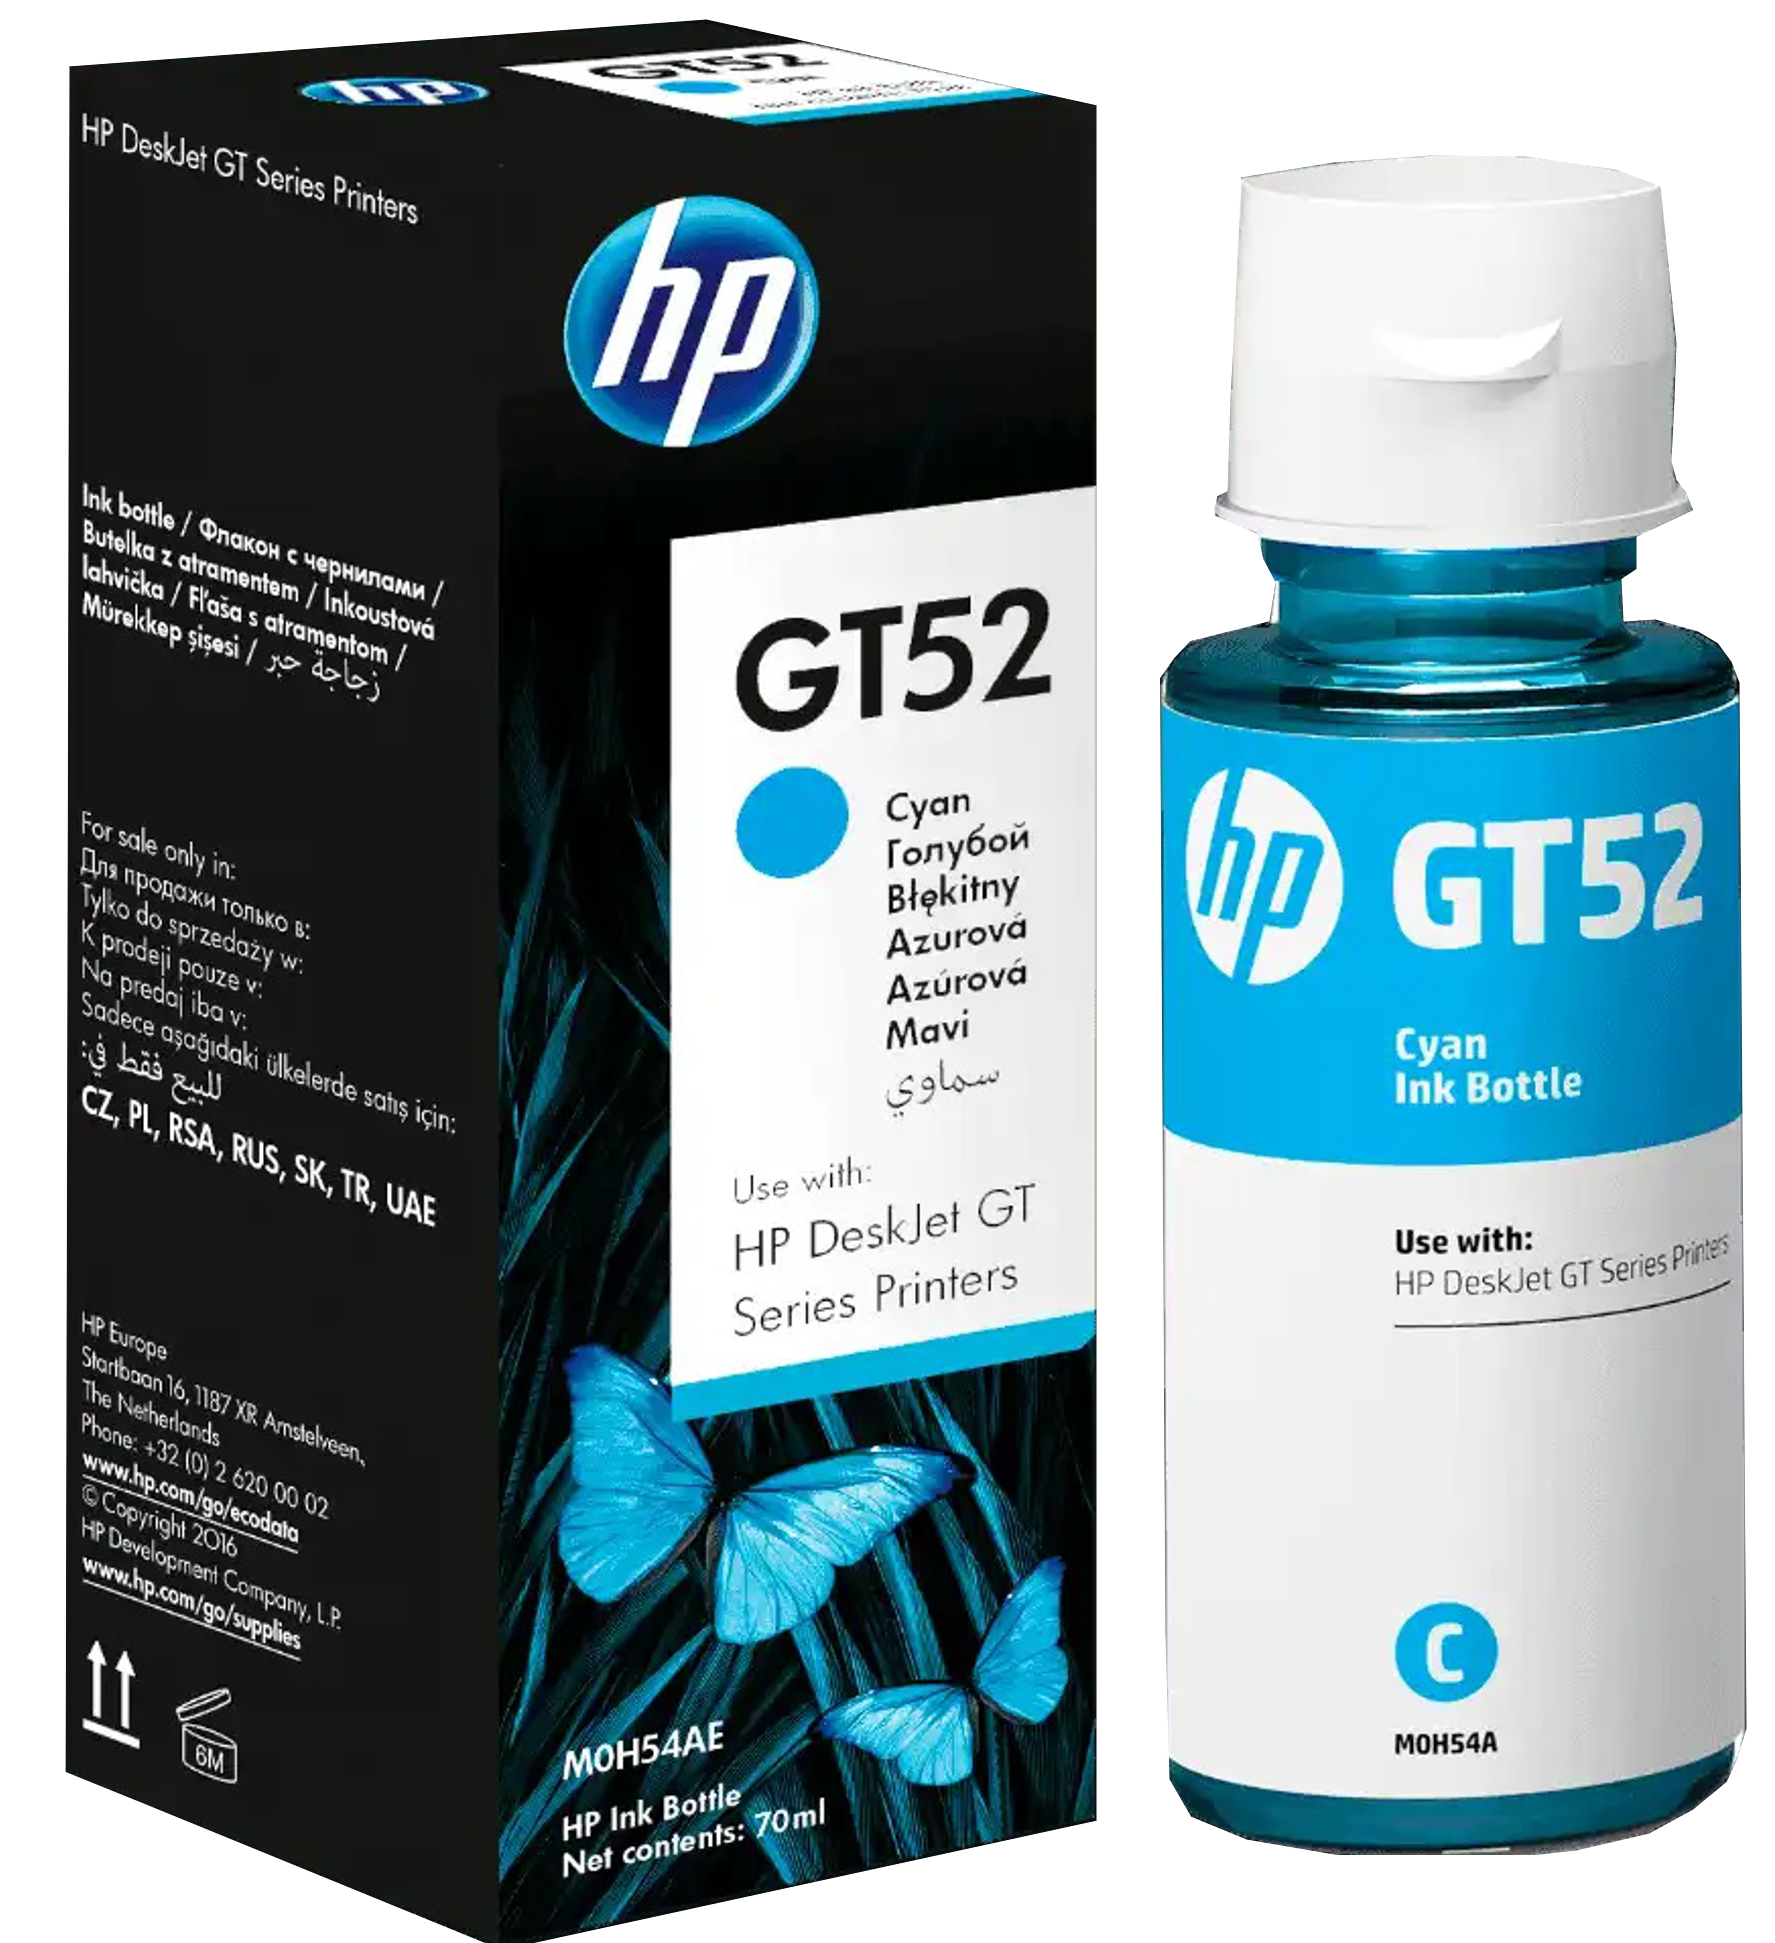 hp
GT52
HP DeskJet GT Series Printers
Ink bottle / Флакон с чернилами /
Butelka z atramentem / Inkoustová
lahvička / Fľaša s atramentom /
Mürekkep şişesi / زجاجة حبر
For sale only in:
Для продажи только в:
Tylko do sprzedaży w:
K prodeji pouze v:
Na predaj iba v:
Sadece aşağıdaki ülkelerde satış için:
للبيع فقط في:
CZ, PL, RSA, RUS, SK, TR, UAE
HP Europe
Startbaan 16, 1187 XR Amstelveen,
The Netherlands
Phone: +32 (0) 2 620 00 02
www.hp.com/go/ecodata
© Copyright 2016
HP Development Company, L.P.
www.hp.com/go/supplies
6M
hp
GT52
Cyan
Голубой
Błękitny
Azurová
Azúrová
Mavi
سماوي
Use with:
HP DeskJet GT
Series Printers
M0H54AE
HP Ink Bottle
Net contents: 70ml
hp GT52
Cyan
Ink Bottle
Use with:
HP DeskJet GT Series Printers
C
M0H54A